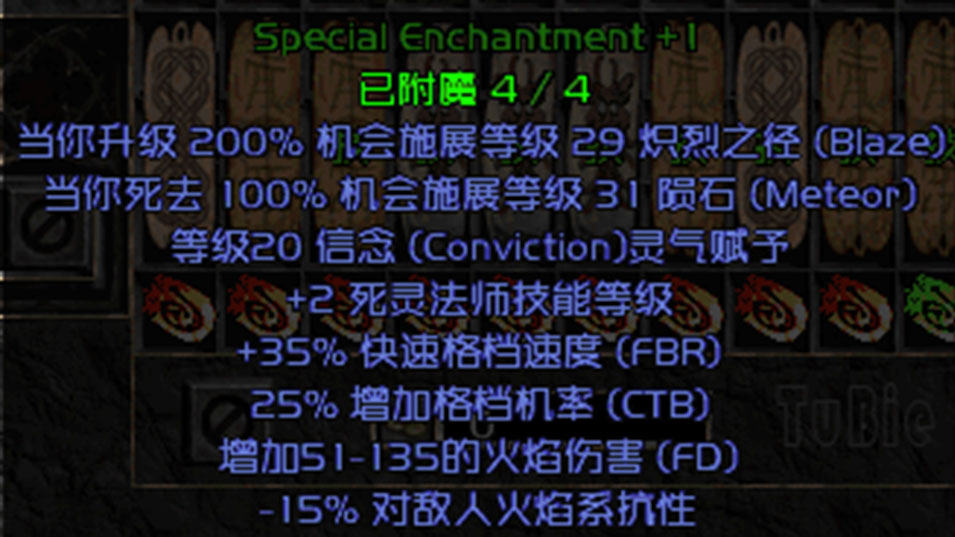 Special Enchantment +1
已附魔 4 / 4
当你升级 200% 机会施展等级 29 炽烈之径 (Blaze)
当你死去 100% 机会施展等级 31 陨石 (Meteor)
等级20 信念 (Conviction)灵气赋予
+2 死灵法师技能等级
+35% 快速格档速度 (FBR)
25% 增加格档机率 (CTB)
增加51-135的火焰伤害 (FD)
-15% 对敌人火焰系抗性
TuBie